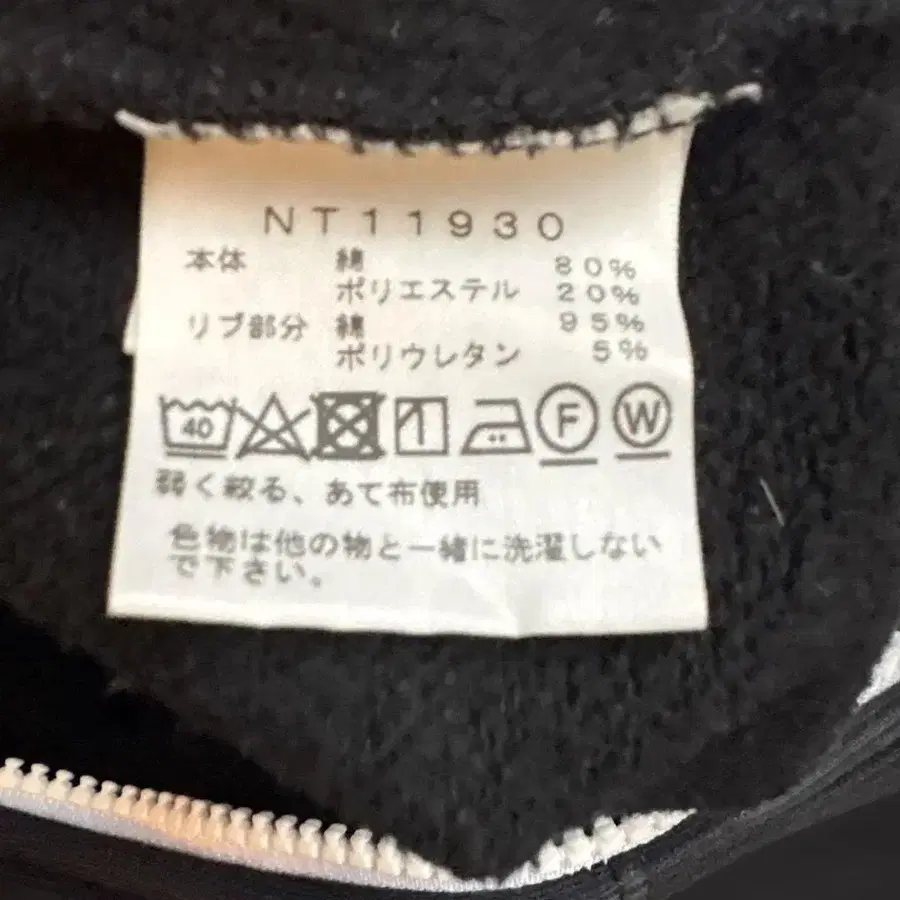 NT11930
本体 綿 80%
ポリエステル 20%
リブ部分 綿 95%
ポリウレタン 5%
40 F W
弱く絞る、あて布使用
色物は他の物と一緒に洗濯しない
で下さい。